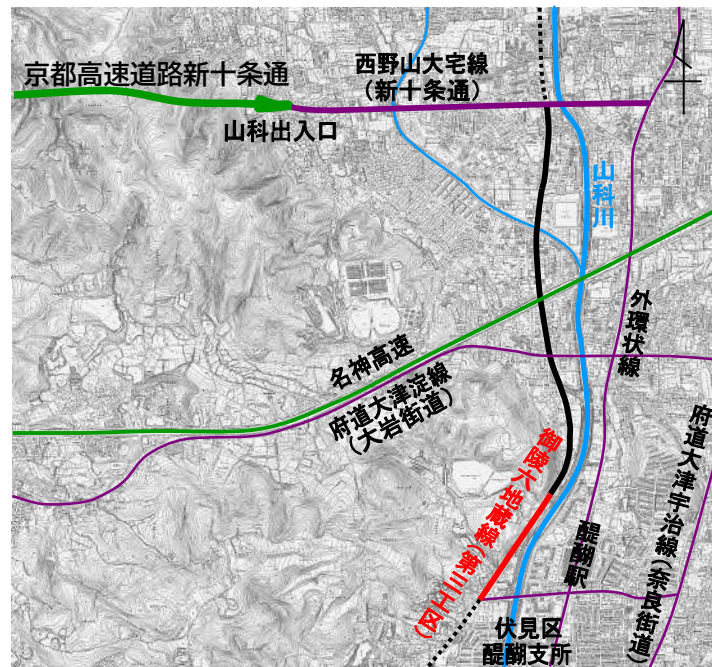 京都高速道路新十条通
西野山大宅線
（新十条通）
山科出入口
山科川
外環状線
名神高速
府道大津淀線
（大岩街道）
御陵六地蔵線（第三工区）
府道大津宇治線（奈良街道）
醍醐駅
伏見区
醍醐支所